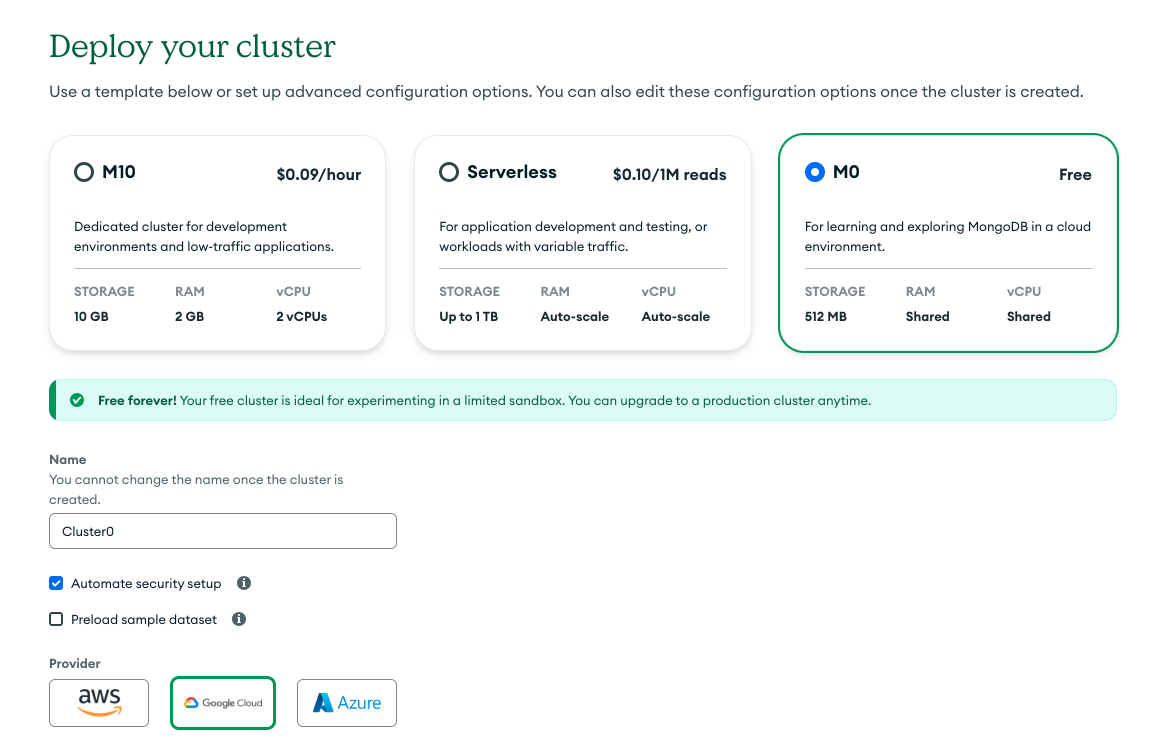 Deploy your cluster
Use a template below or set up advanced configuration options. You can also edit these configuration options once the cluster is created.
M10
$0.09/hour
Dedicated cluster for development
environments and low-traffic applications.
STORAGE RAM vCPU
10 GB 2 GB 2 vCPUs
Serverless
$0.10/1M reads
For application development and testing, or
workloads with variable traffic.
STORAGE RAM vCPU
Up to 1 TB Auto-scale Auto-scale
M0
Free
For learning and exploring MongoDB in a cloud
environment.
STORAGE RAM vCPU
512 MB Shared Shared
Free forever! Your free cluster is ideal for experimenting in a limited sandbox. You can upgrade to a production cluster anytime.
Name
You cannot change the name once the cluster is
created.
Cluster0
Automate security setup
Preload sample dataset
Provider
aws Google Cloud Azure